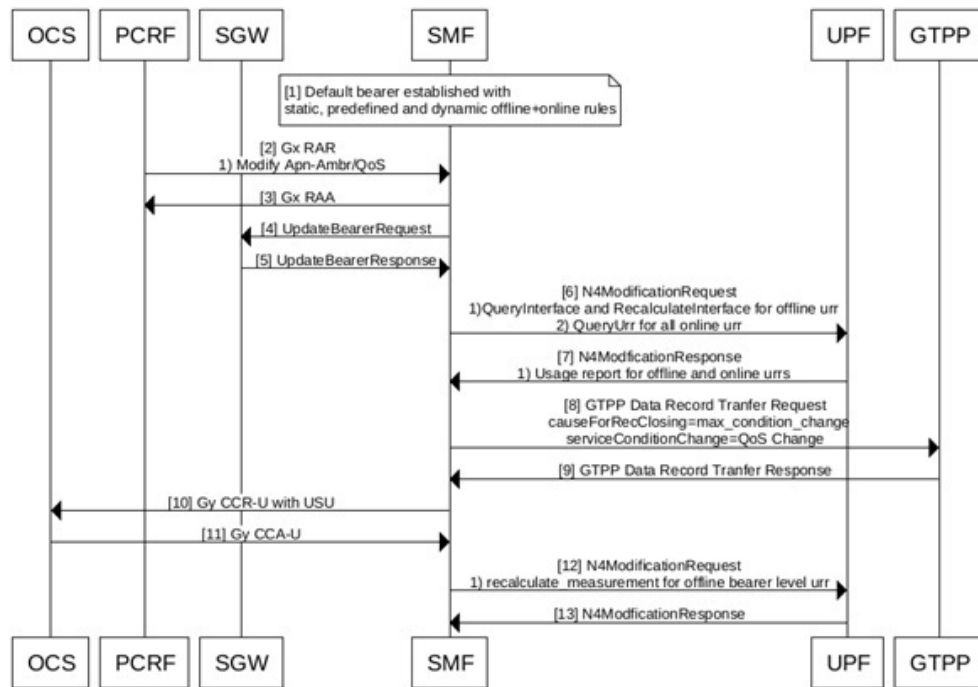 OCS PCRF SGW SMF UPF GTPP
[1] Default bearer established with
static, predefined and dynamic offline+online rules
[2] Gx RAR
1) Modify Apn-Ambr/QoS
[3] Gx RAA
[4] UpdateBearerRequest
[5] UpdateBearerResponse
[6] N4ModificationRequest
1)QueryInterface and RecalculateInterface for offline urr
2) QueryUrr for all online urr
[7] N4ModficationResponse
1) Usage report for offline and online urrs
[8] GTPP Data Record Tranfer Request
causeForRecClosing=max_condition_change
serviceConditionChange=QoS Change
[9] GTPP Data Record Tranfer Response
[10] Gy CCR-U with USU
[11] Gy CCA-U
[12] N4ModificationRequest
1) recalculate_measurement for offline bearer level urr
[13] N4ModficationResponse
OCS PCRF SGW SMF UPF GTPP